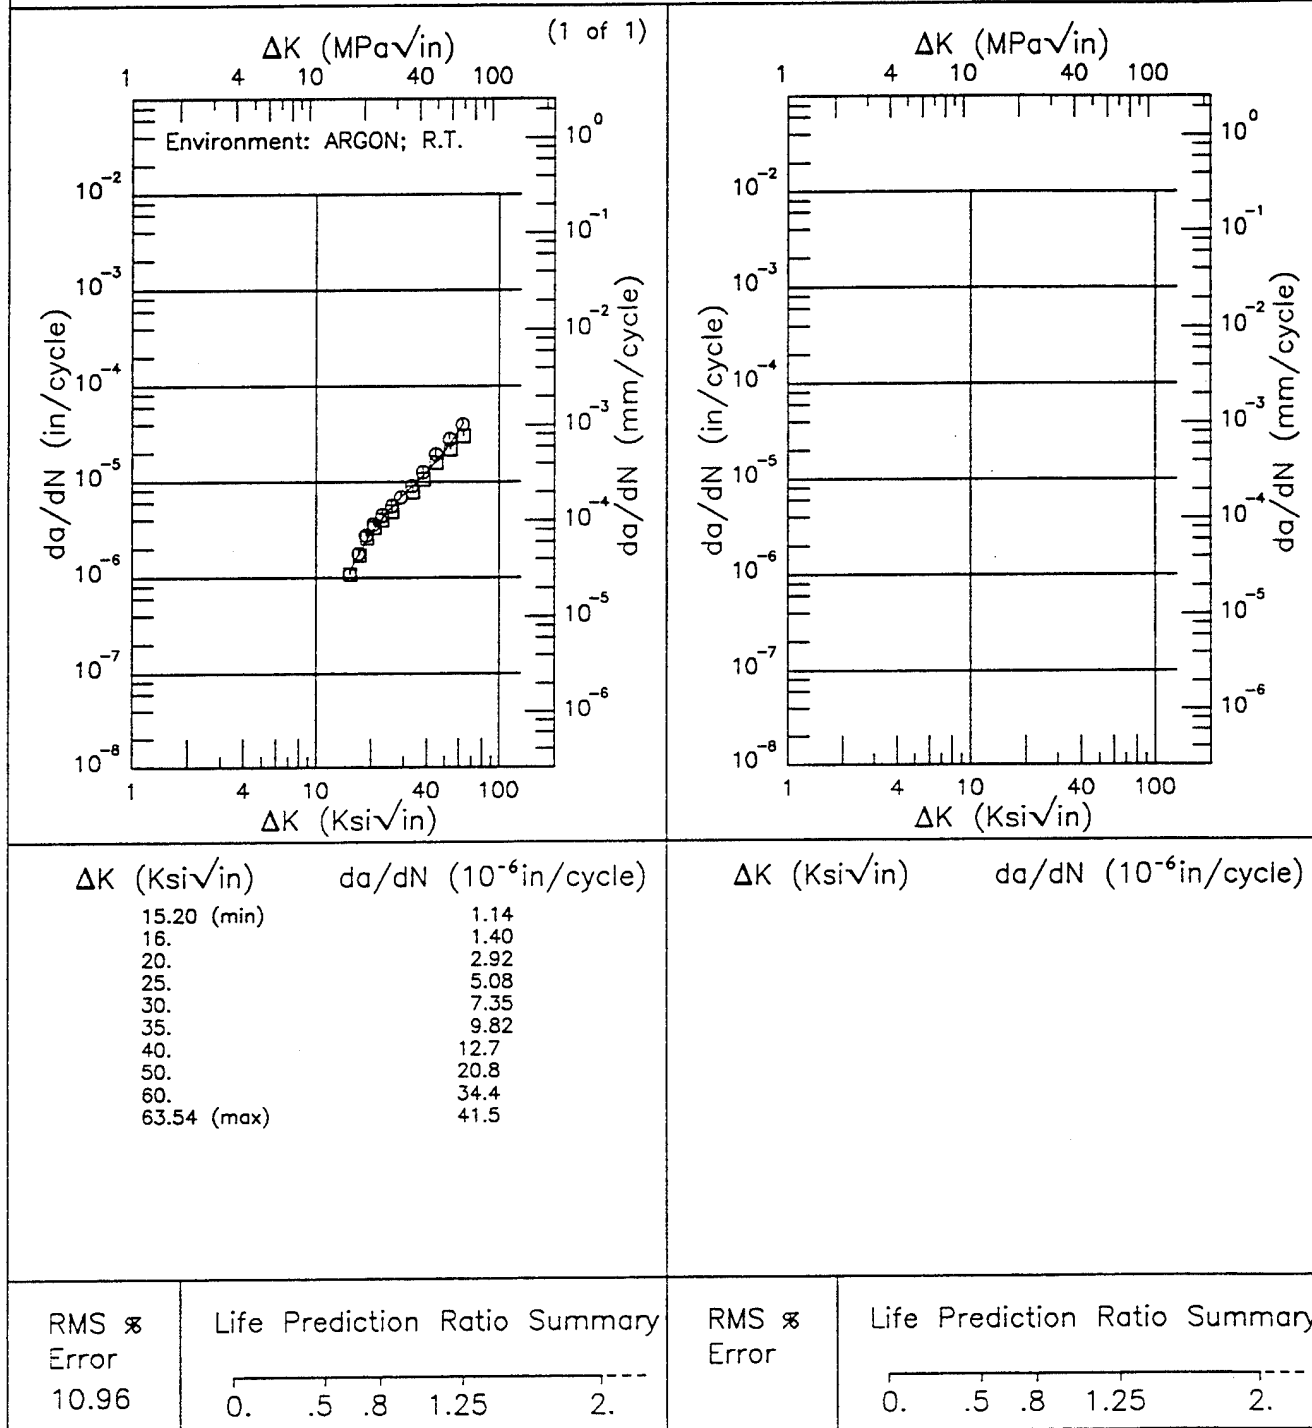 (1 of 1)
ΔK (MPa√in)
1 4 10 40 100
Environment: ARGON; R.T.
da/dN (in/cycle)
10⁻²
10⁻³
10⁻⁴
10⁻⁵
10⁻⁶
10⁻⁷
10⁻⁸
da/dN (mm/cycle)
10⁰
10⁻¹
10⁻²
10⁻³
10⁻⁴
10⁻⁵
10⁻⁶
1 4 10 40 100
ΔK (Ksi√in)
ΔK (MPa√in)
1 4 10 40 100
da/dN (in/cycle)
10⁻²
10⁻³
10⁻⁴
10⁻⁵
10⁻⁶
10⁻⁷
10⁻⁸
da/dN (mm/cycle)
10⁰
10⁻¹
10⁻²
10⁻³
10⁻⁴
10⁻⁵
10⁻⁶
1 4 10 40 100
ΔK (Ksi√in)
ΔK (Ksi√in) da/dN (10⁻⁶in/cycle)
15.20 (min) 1.14
16. 1.40
20. 2.92
25. 5.08
30. 7.35
35. 9.82
40. 12.7
50. 20.8
60. 34.4
63.54 (max) 41.5
ΔK (Ksi√in) da/dN (10⁻⁶in/cycle)
RMS %
Error
10.96
Life Prediction Ratio Summary
0. .5 .8 1.25 2.
RMS %
Error
Life Prediction Ratio Summary
0. .5 .8 1.25 2.